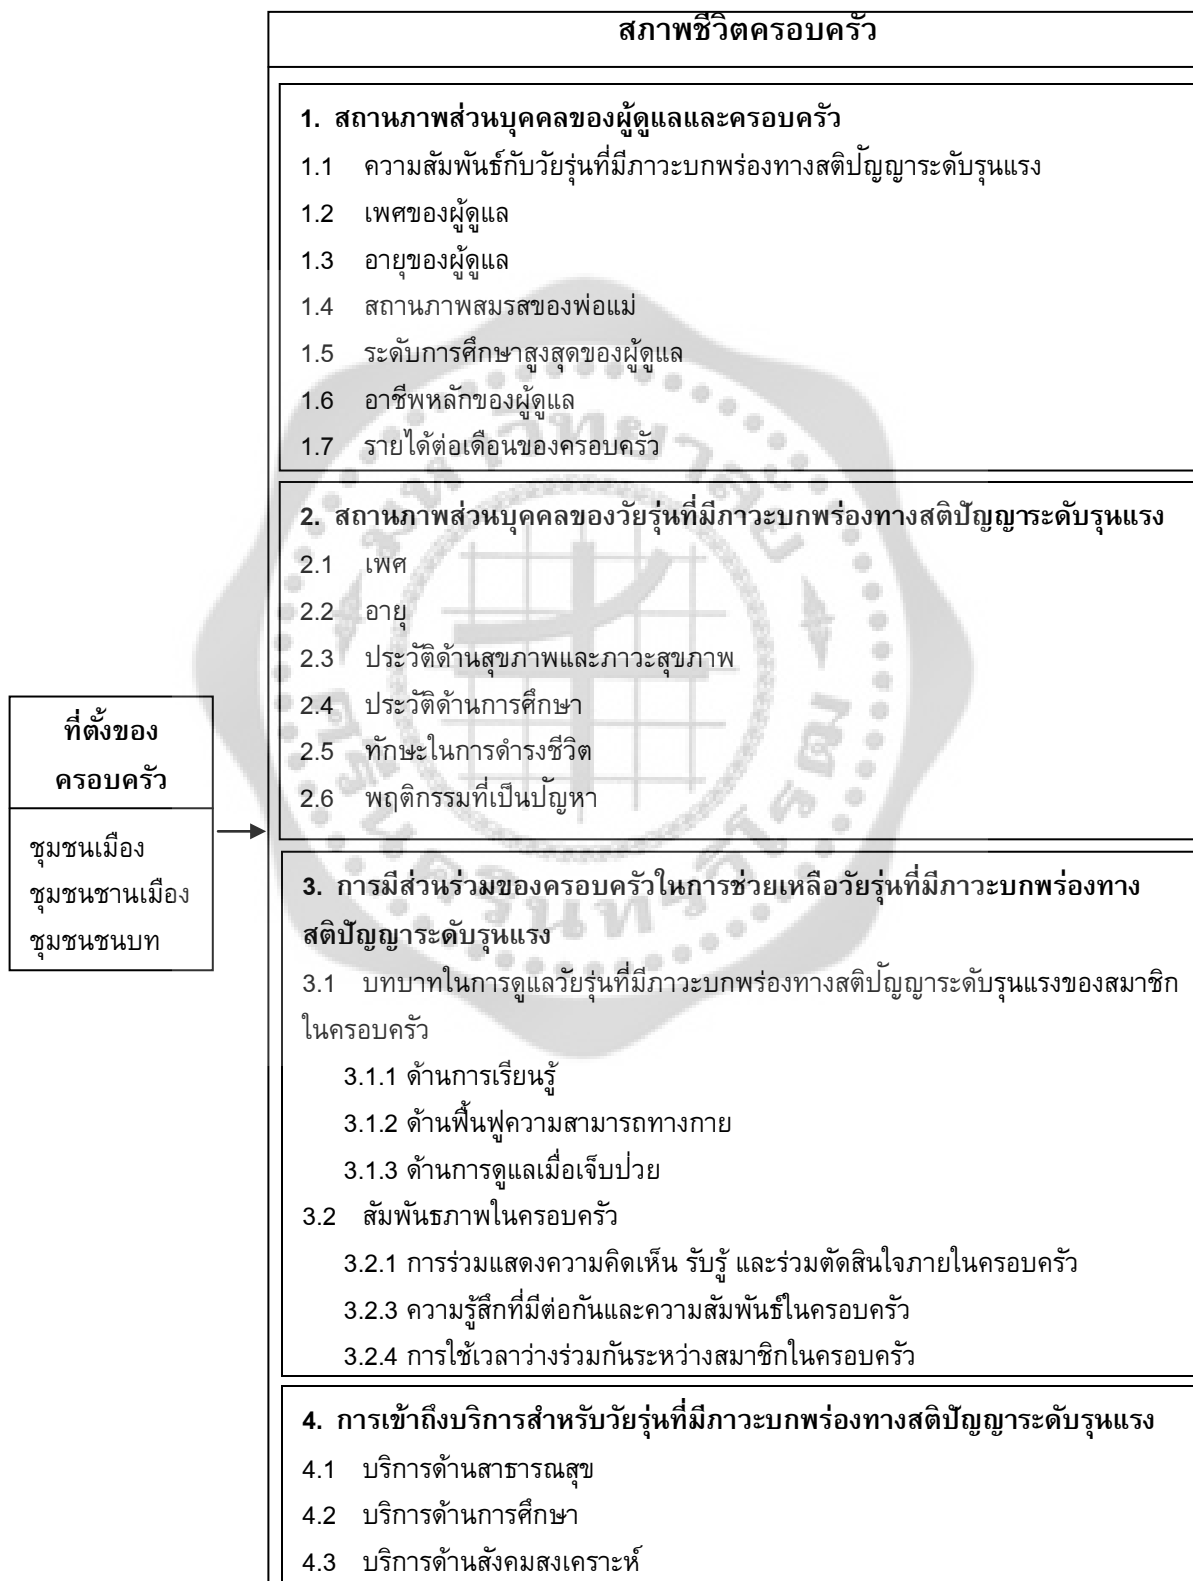 สภาพชีวิตครอบครัว
1. สถานภาพส่วนบุคคลของผู้ดูแลและครอบครัว
1.1 ความสัมพันธ์กับวัยรุ่นที่มีภาวะบกพร่องทางสติปัญญาระดับรุนแรง
1.2 เพศของผู้ดูแล
1.3 อายุของผู้ดูแล
1.4 สถานภาพสมรสของพ่อแม่
1.5 ระดับการศึกษาสูงสุดของผู้ดูแล
1.6 อาชีพหลักของผู้ดูแล
1.7 รายได้ต่อเดือนของครอบครัว
2. สถานภาพส่วนบุคคลของวัยรุ่นที่มีภาวะบกพร่องทางสติปัญญาระดับรุนแรง
2.1 เพศ
2.2 อายุ
2.3 ประวัติด้านสุขภาพและภาวะสุขภาพ
2.4 ประวัติด้านการศึกษา
2.5 ทักษะในการดำรงชีวิต
2.6 พฤติกรรมที่เป็นปัญหา
ที่ตั้งของ
ครอบครัว
ชุมชนเมือง
ชุมชนชานเมือง
ชุมชนชนบท
3. การมีส่วนร่วมของครอบครัวในการช่วยเหลือวัยรุ่นที่มีภาวะบกพร่องทาง
สติปัญญาระดับรุนแรง
3.1 บทบาทในการดูแลวัยรุ่นที่มีภาวะบกพร่องทางสติปัญญาระดับรุนแรงของสมาชิก
ในครอบครัว
3.1.1 ด้านการเรียนรู้
3.1.2 ด้านฟื้นฟูความสามารถทางกาย
3.1.3 ด้านการดูแลเมื่อเจ็บป่วย
3.2 สัมพันธภาพในครอบครัว
3.2.1 การร่วมแสดงความคิดเห็น รับรู้ และร่วมตัดสินใจภายในครอบครัว
3.2.3 ความรู้สึกที่มีต่อกันและความสัมพันธ์ในครอบครัว
3.2.4 การใช้เวลาว่างร่วมกันระหว่างสมาชิกในครอบครัว
4. การเข้าถึงบริการสำหรับวัยรุ่นที่มีภาวะบกพร่องทางสติปัญญาระดับรุนแรง
4.1 บริการด้านสาธารณสุข
4.2 บริการด้านการศึกษา
4.3 บริการด้านสังคมสงเคราะห์
มหาวิทยาลัย
ศรีนครินทรวิโรฒ